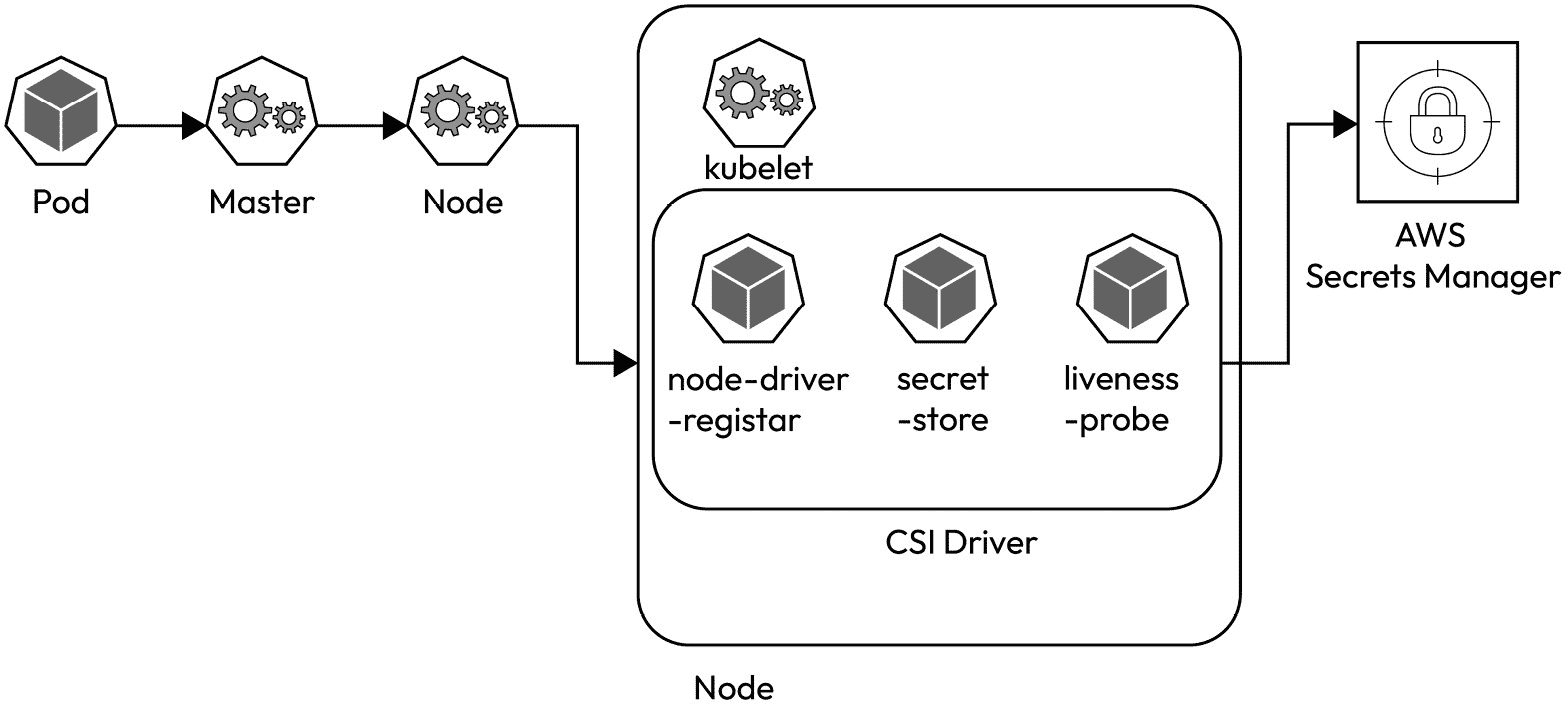 Pod
Master
Node
kubelet
node-driver
-registar
secret
-store
liveness
-probe
CSI Driver
Node
AWS
Secrets Manager